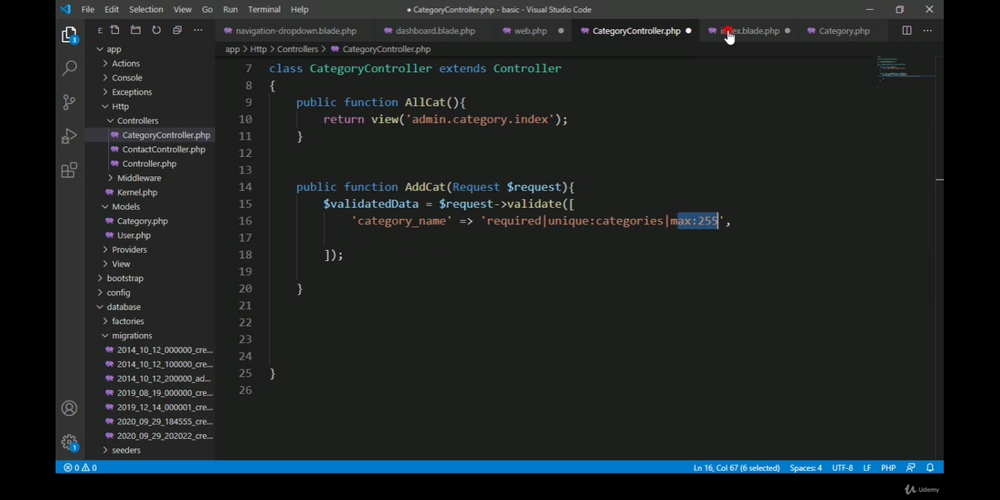 File Edit Selection View Go Run Terminal Help
● CategoryController.php - basic - Visual Studio Code
E
navigation-dropdown.blade.php dashboard.blade.php web.php CategoryController.php index.blade.php Category.php
app > Http > Controllers > CategoryController.php
3
app
Actions
Console
Exceptions
Http
Controllers
CategoryController.php
ContactController.php
Controller.php
Middleware
Kernel.php
Models
Category.php
User.php
Providers
View
bootstrap
config
database
factories
migrations
2014_10_12_000000_cre...
2014_10_12_100000_cre...
2014_10_12_200000_ad...
2019_08_19_000000_cre...
2019_12_14_000001_cre...
2020_09_29_184555_cre...
2020_09_29_202022_cre...
seeders
1
7 class CategoryController extends Controller
8 {
9 public function AllCat(){
10 return view('admin.category.index');
11 }
12
13
14 public function AddCat(Request $request){
15 $validatedData = $request->validate([
16 'category_name' => 'required|unique:categories|max:255',
17
18 ]);
19
20 }
21
22
23
24
25 }
26
0 0
Ln 16, Col 67 (6 selected) Spaces: 4 UTF-8 LF PHP
Udemy